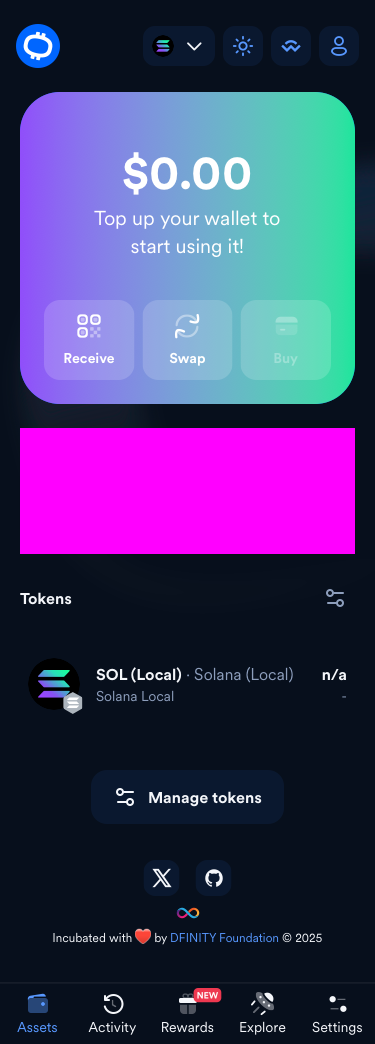 $0.00
Top up your wallet to
start using it!
Receive
Swap
Buy
Tokens
SOL (Local) · Solana (Local)
n/a
Solana Local
-
Manage tokens
Incubated with ❤️ by DFINITY Foundation © 2025
NEW
Assets
Activity
Rewards
Explore
Settings